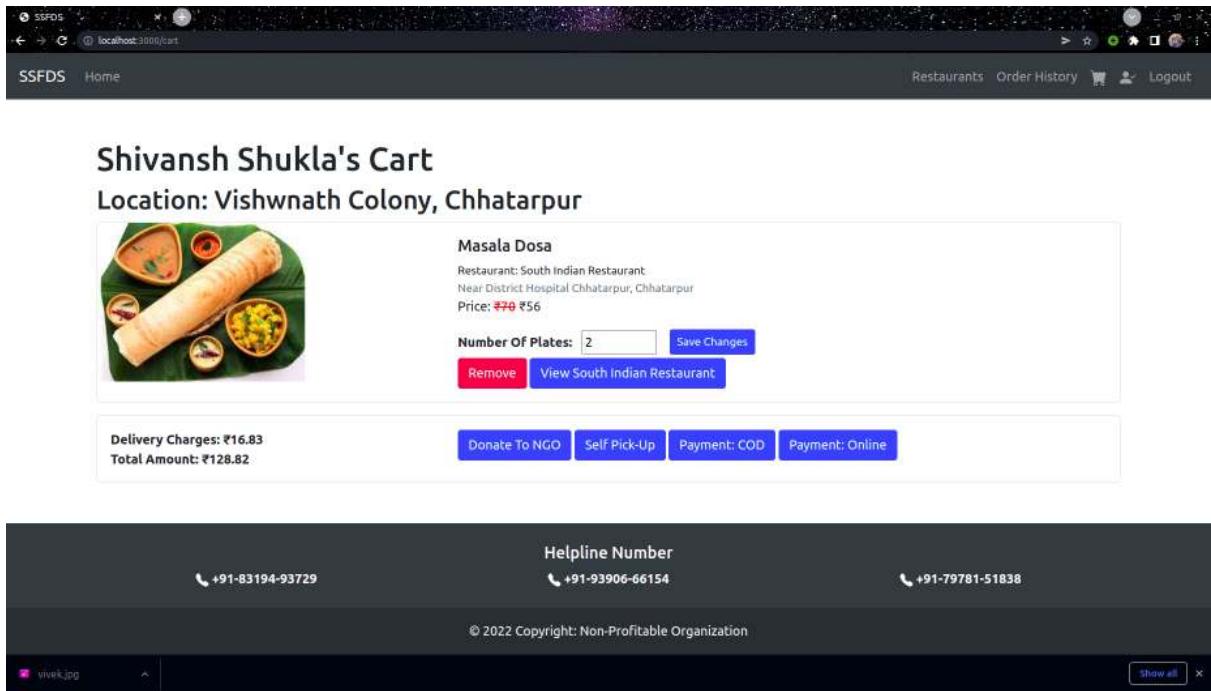 SSFDS
localhost:3000/cart
SSFDS Home Restaurants Order History Logout
Shivansh Shukla's Cart
Location: Vishwnath Colony, Chhatarpur
Masala Dosa
Restaurant: South Indian Restaurant
Near District Hospital Chhatarpur, Chhatarpur
Price: ₹70 ₹56
Number Of Plates: 2 Save Changes
Remove View South Indian Restaurant
Delivery Charges: ₹16.83
Total Amount: ₹128.82
Donate To NGO Self Pick-Up Payment: COD Payment: Online
Helpline Number
+91-83194-93729 +91-93906-66154 +91-79781-51838
© 2022 Copyright: Non-Profitable Organization
vivek.jpg Show all